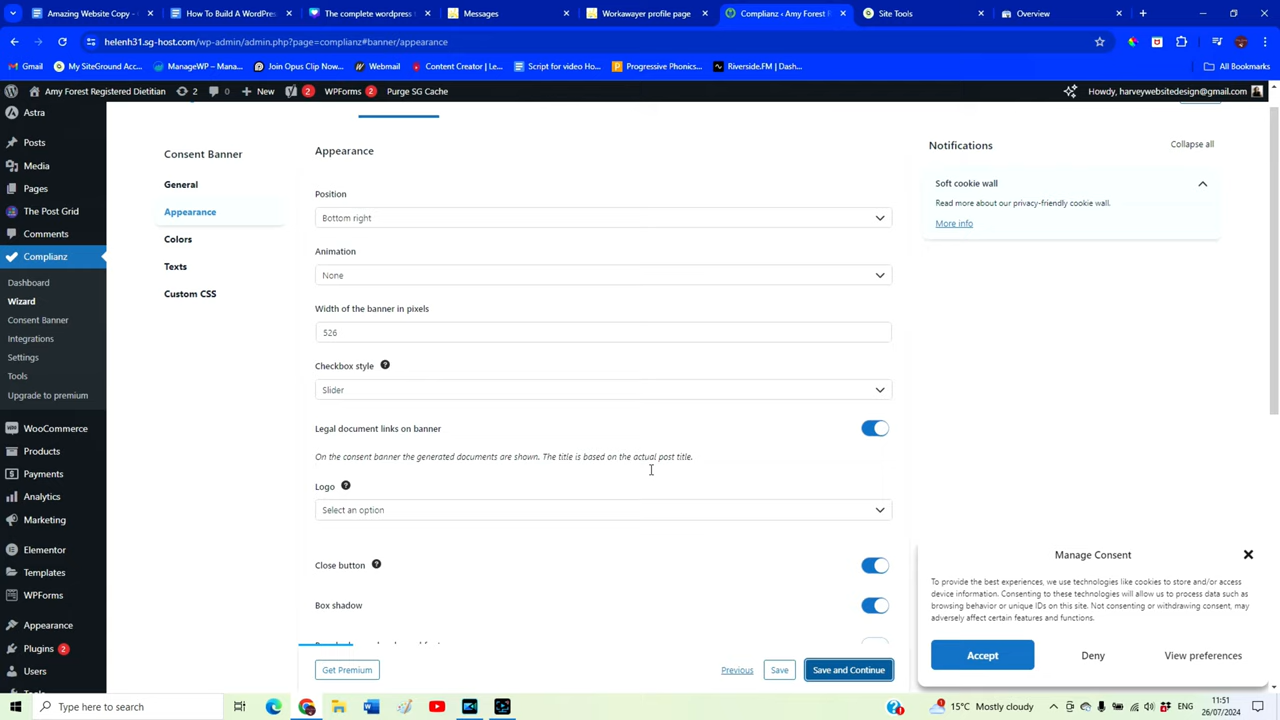 Amazing Website Copy - 
How To Build A WordPres
The complete wordpress
Messages
Workawayer profile page
Complianz ‹ Amy Forest R
Site Tools
Overview
helenh31.sg-host.com/wp-admin/admin.php?page=complianz#banner/appearance
Gmail
My SiteGround Acc...
ManageWP – Mana...
Join Opus Clip Now...
Webmail
Content Creator | Le...
Script for video Ho...
Progressive Phonics...
Riverside.FM | Dash...
All Bookmarks
Amy Forest Registered Dietitian
2
0
New
2
WPForms
2
Purge SG Cache
Howdy, harveywebsitedesign@gmail.com
Astra
Posts
Media
Pages
The Post Grid
Comments
Complianz
Dashboard
Wizard
Consent Banner
Integrations
Settings
Tools
Upgrade to premium
WooCommerce
Products
Payments
Analytics
Marketing
Elementor
Templates
WPForms
Appearance
Plugins 2
Users
Consent Banner
General
Appearance
Colors
Texts
Custom CSS
Appearance
Position
Bottom right
Animation
None
Width of the banner in pixels
526
Checkbox style
Slider
Legal document links on banner
On the consent banner the generated documents are shown. The title is based on the actual post title.
Logo
Select an option
Close button
Box shadow
Get Premium
Previous
Save
Save and Continue
Notifications
Collapse all
Soft cookie wall
Read more about our privacy-friendly cookie wall.
More info
Manage Consent
To provide the best experiences, we use technologies like cookies to store and/or access
device information. Consenting to these technologies will allow us to process data such as
browsing behavior or unique IDs on this site. Not consenting or withdrawing consent, may
adversely affect certain features and functions.
Accept
Deny
View preferences
Type here to search
15°C Mostly cloudy
ENG
11:51
26/07/2024